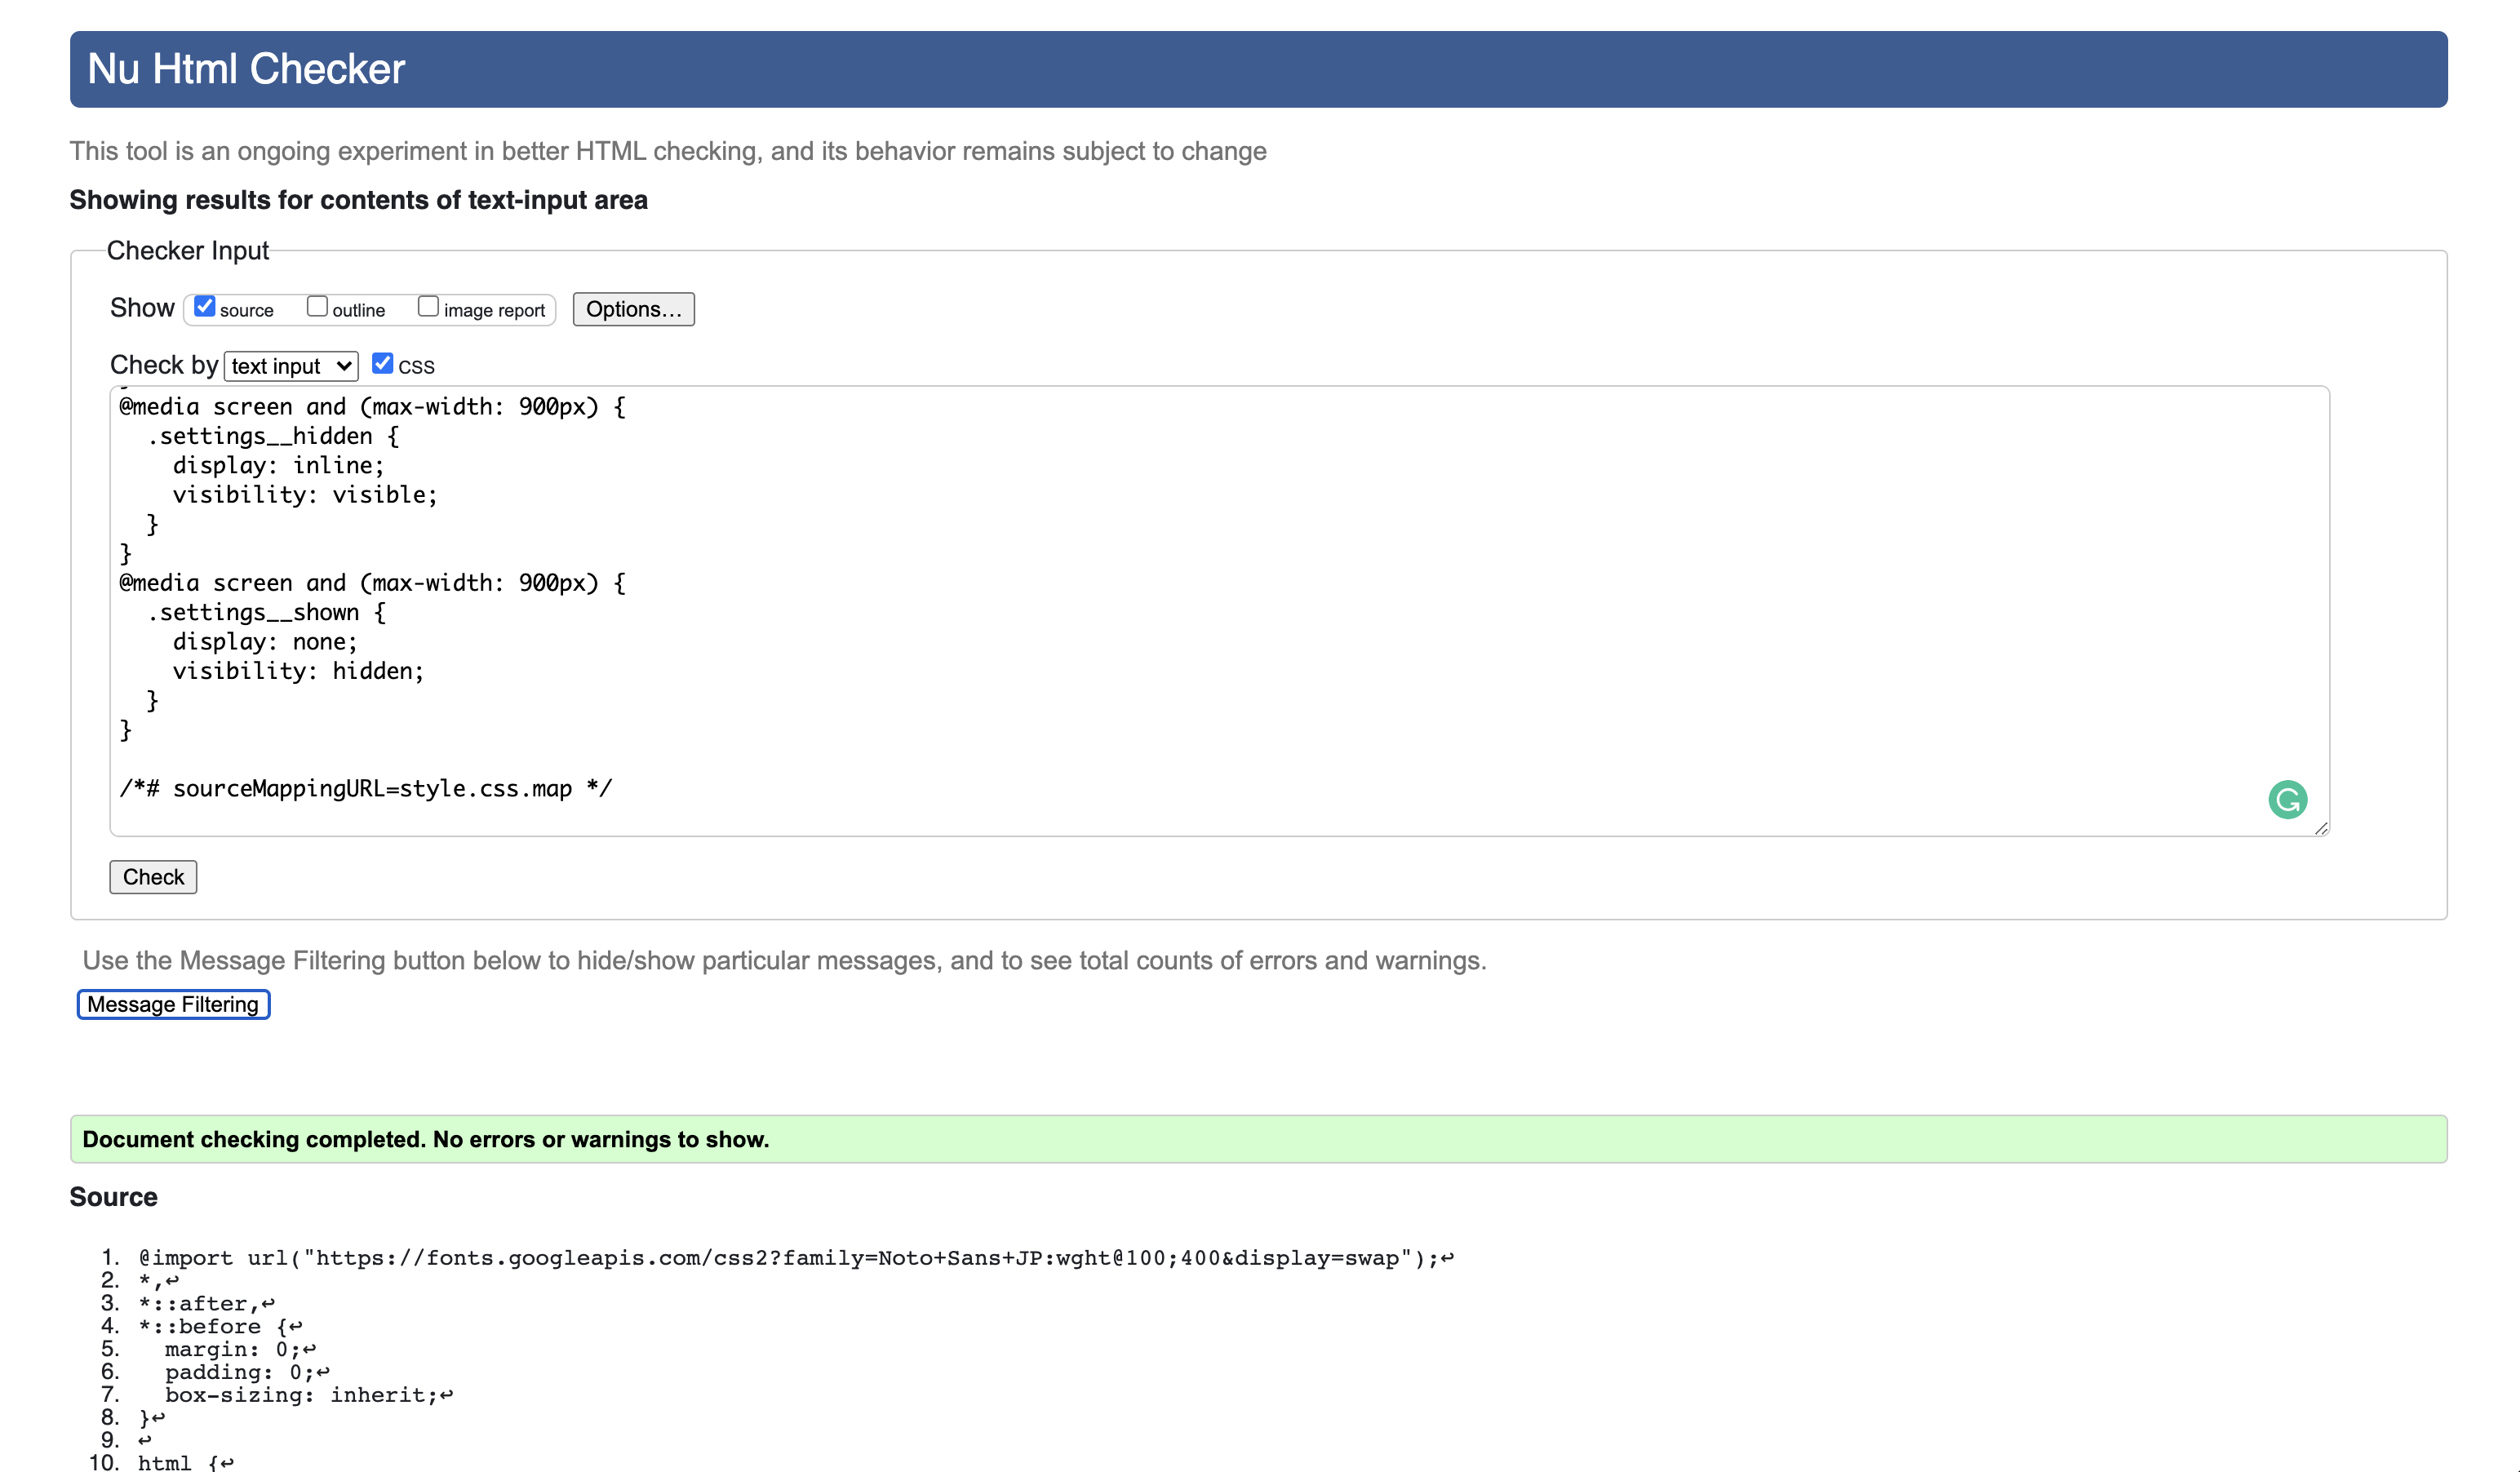 Nu Html Checker
This tool is an ongoing experiment in better HTML checking, and its behavior remains subject to change
Showing results for contents of text-input area
Checker Input
Show source outline image report Options...
Check by text input CSS
@media screen and (max-width: 900px) {
  .settings__hidden {
    display: inline;
    visibility: visible;
  }
}
@media screen and (max-width: 900px) {
  .settings__shown {
    display: none;
    visibility: hidden;
  }
}
/*# sourceMappingURL=style.css.map */
Check
Use the Message Filtering button below to hide/show particular messages, and to see total counts of errors and warnings.
Message Filtering
Document checking completed. No errors or warnings to show.
Source
1. @import url("https://fonts.googleapis.com/css2?family=Noto+Sans+JP:wght@100;400&display=swap");↩
2. *,↩
3. *::after,↩
4. *::before {↩
5.   margin: 0;↩
6.   padding: 0;↩
7.   box-sizing: inherit;↩
8. }↩
9. ↩
10. html {↩